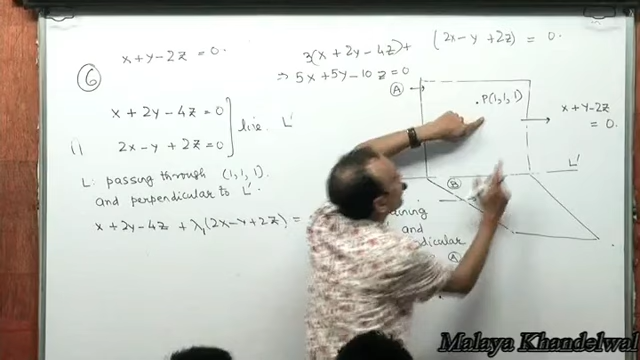 x+y-2z = 0.
3(x+2y-4z)+ (2x-y+2z) = 0.
⇒ 5x+5y-10z=0
6
x+2y-4z=0
2x-y+2z=0
line L'
L: passing through (1,1,1).
and perpendicular to L'.
x+2y-4z + λ(2x-y+2z) =
A
P(1,1,1)
x+y-2z
= 0.
L'
B
and
A
Malaya Khandelwal